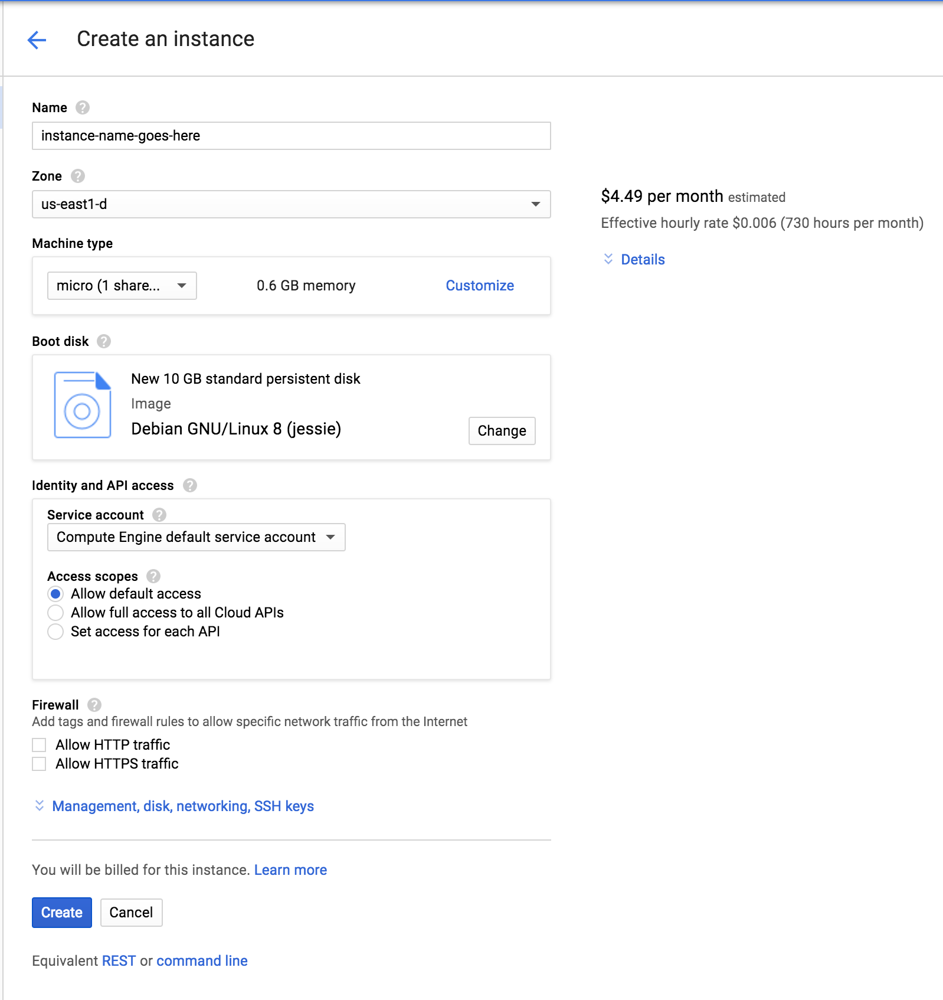 Create an instance
Name
instance-name-goes-here
Zone
us-east1-d
$4.49 per month estimated
Effective hourly rate $0.006 (730 hours per month)
Details
Machine type
micro (1 share...
0.6 GB memory
Customize
Boot disk
New 10 GB standard persistent disk
Image
Debian GNU/Linux 8 (jessie)
Change
Identity and API access
Service account
Compute Engine default service account
Access scopes
Allow default access
Allow full access to all Cloud APIs
Set access for each API
Firewall
Add tags and firewall rules to allow specific network traffic from the Internet
Allow HTTP traffic
Allow HTTPS traffic
Management, disk, networking, SSH keys
You will be billed for this instance. Learn more
Create
Cancel
Equivalent REST or command line